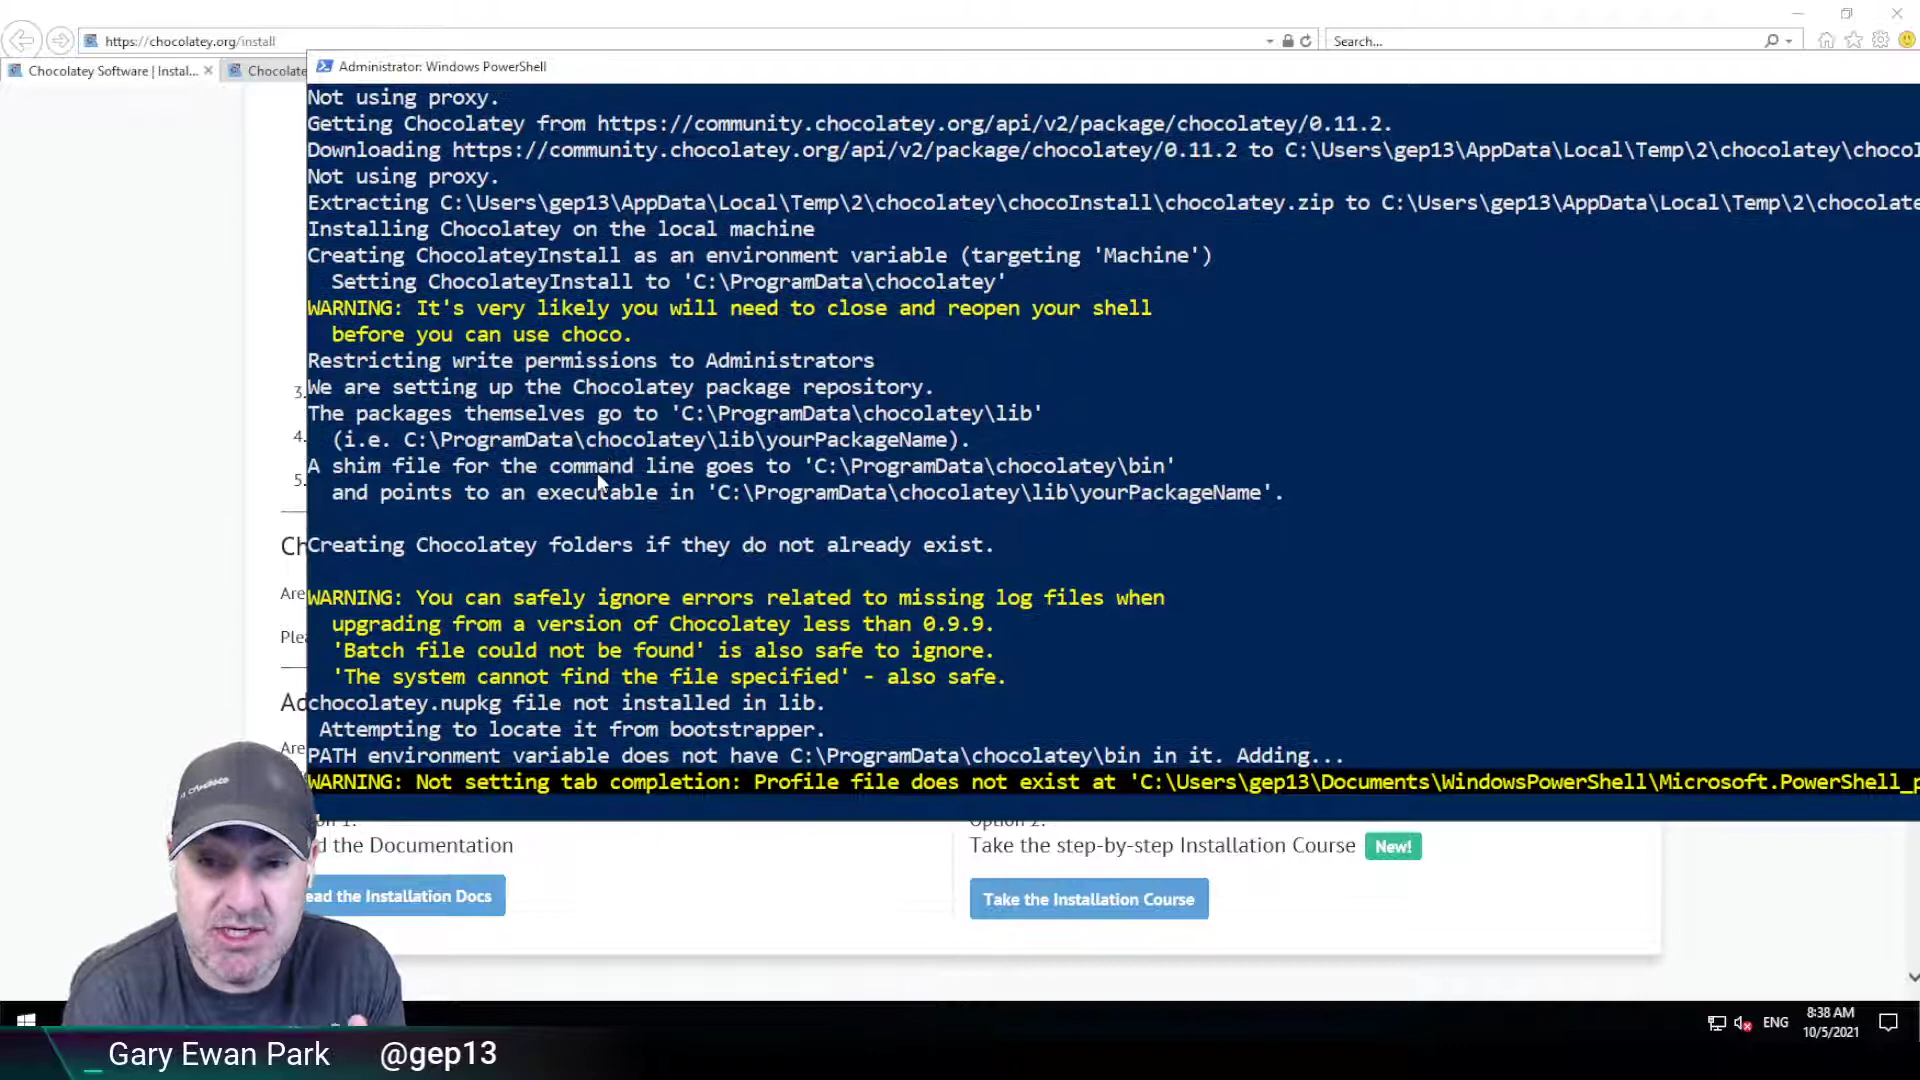 https://chocolatey.org/install
Search...
Chocolatey Software | Instal...
Chocolate
Administrator: Windows PowerShell
Not using proxy.
Getting Chocolatey from https://community.chocolatey.org/api/v2/package/chocolatey/0.11.2.
Downloading https://community.chocolatey.org/api/v2/package/chocolatey/0.11.2 to C:\Users\gep13\AppData\Local\Temp\2\chocolatey\chocoI
Not using proxy.
Extracting C:\Users\gep13\AppData\Local\Temp\2\chocolatey\chocoInstall\chocolatey.zip to C:\Users\gep13\AppData\Local\Temp\2\chocolate
Installing Chocolatey on the local machine
Creating ChocolateyInstall as an environment variable (targeting 'Machine')
Setting ChocolateyInstall to 'C:\ProgramData\chocolatey'
WARNING: It's very likely you will need to close and reopen your shell
before you can use choco.
Restricting write permissions to Administrators
We are setting up the Chocolatey package repository.
The packages themselves go to 'C:\ProgramData\chocolatey\lib'
(i.e. C:\ProgramData\chocolatey\lib\yourPackageName).
A shim file for the command line goes to 'C:\ProgramData\chocolatey\bin'
and points to an executable in 'C:\ProgramData\chocolatey\lib\yourPackageName'.
Creating Chocolatey folders if they do not already exist.
WARNING: You can safely ignore errors related to missing log files when
upgrading from a version of Chocolatey less than 0.9.9.
'Batch file could not be found' is also safe to ignore.
'The system cannot find the file specified' - also safe.
chocolatey.nupkg file not installed in lib.
Attempting to locate it from bootstrapper.
PATH environment variable does not have C:\ProgramData\chocolatey\bin in it. Adding...
WARNING: Not setting tab completion: Profile file does not exist at 'C:\Users\gep13\Documents\WindowsPowerShell\Microsoft.PowerShell_p
3.
4.
5.
Ch
Are
Ple
Ad
Are
on 1:
d the Documentation
ead the Installation Docs
Option 2:
Take the step-by-step Installation Course New!
Take the Installation Course
ENG
8:38 AM
10/5/2021
_ Gary Ewan Park @gep13